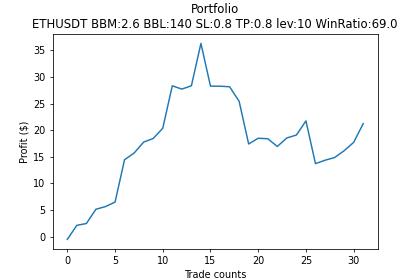 Portfolio
ETHUSDT BBM:2.6 BBL:140 SL:0.8 TP:0.8 lev:10 WinRatio:69.0
35
30
25
20
15
10
5
0
Profit ($)
0 5 10 15 20 25 30
Trade counts